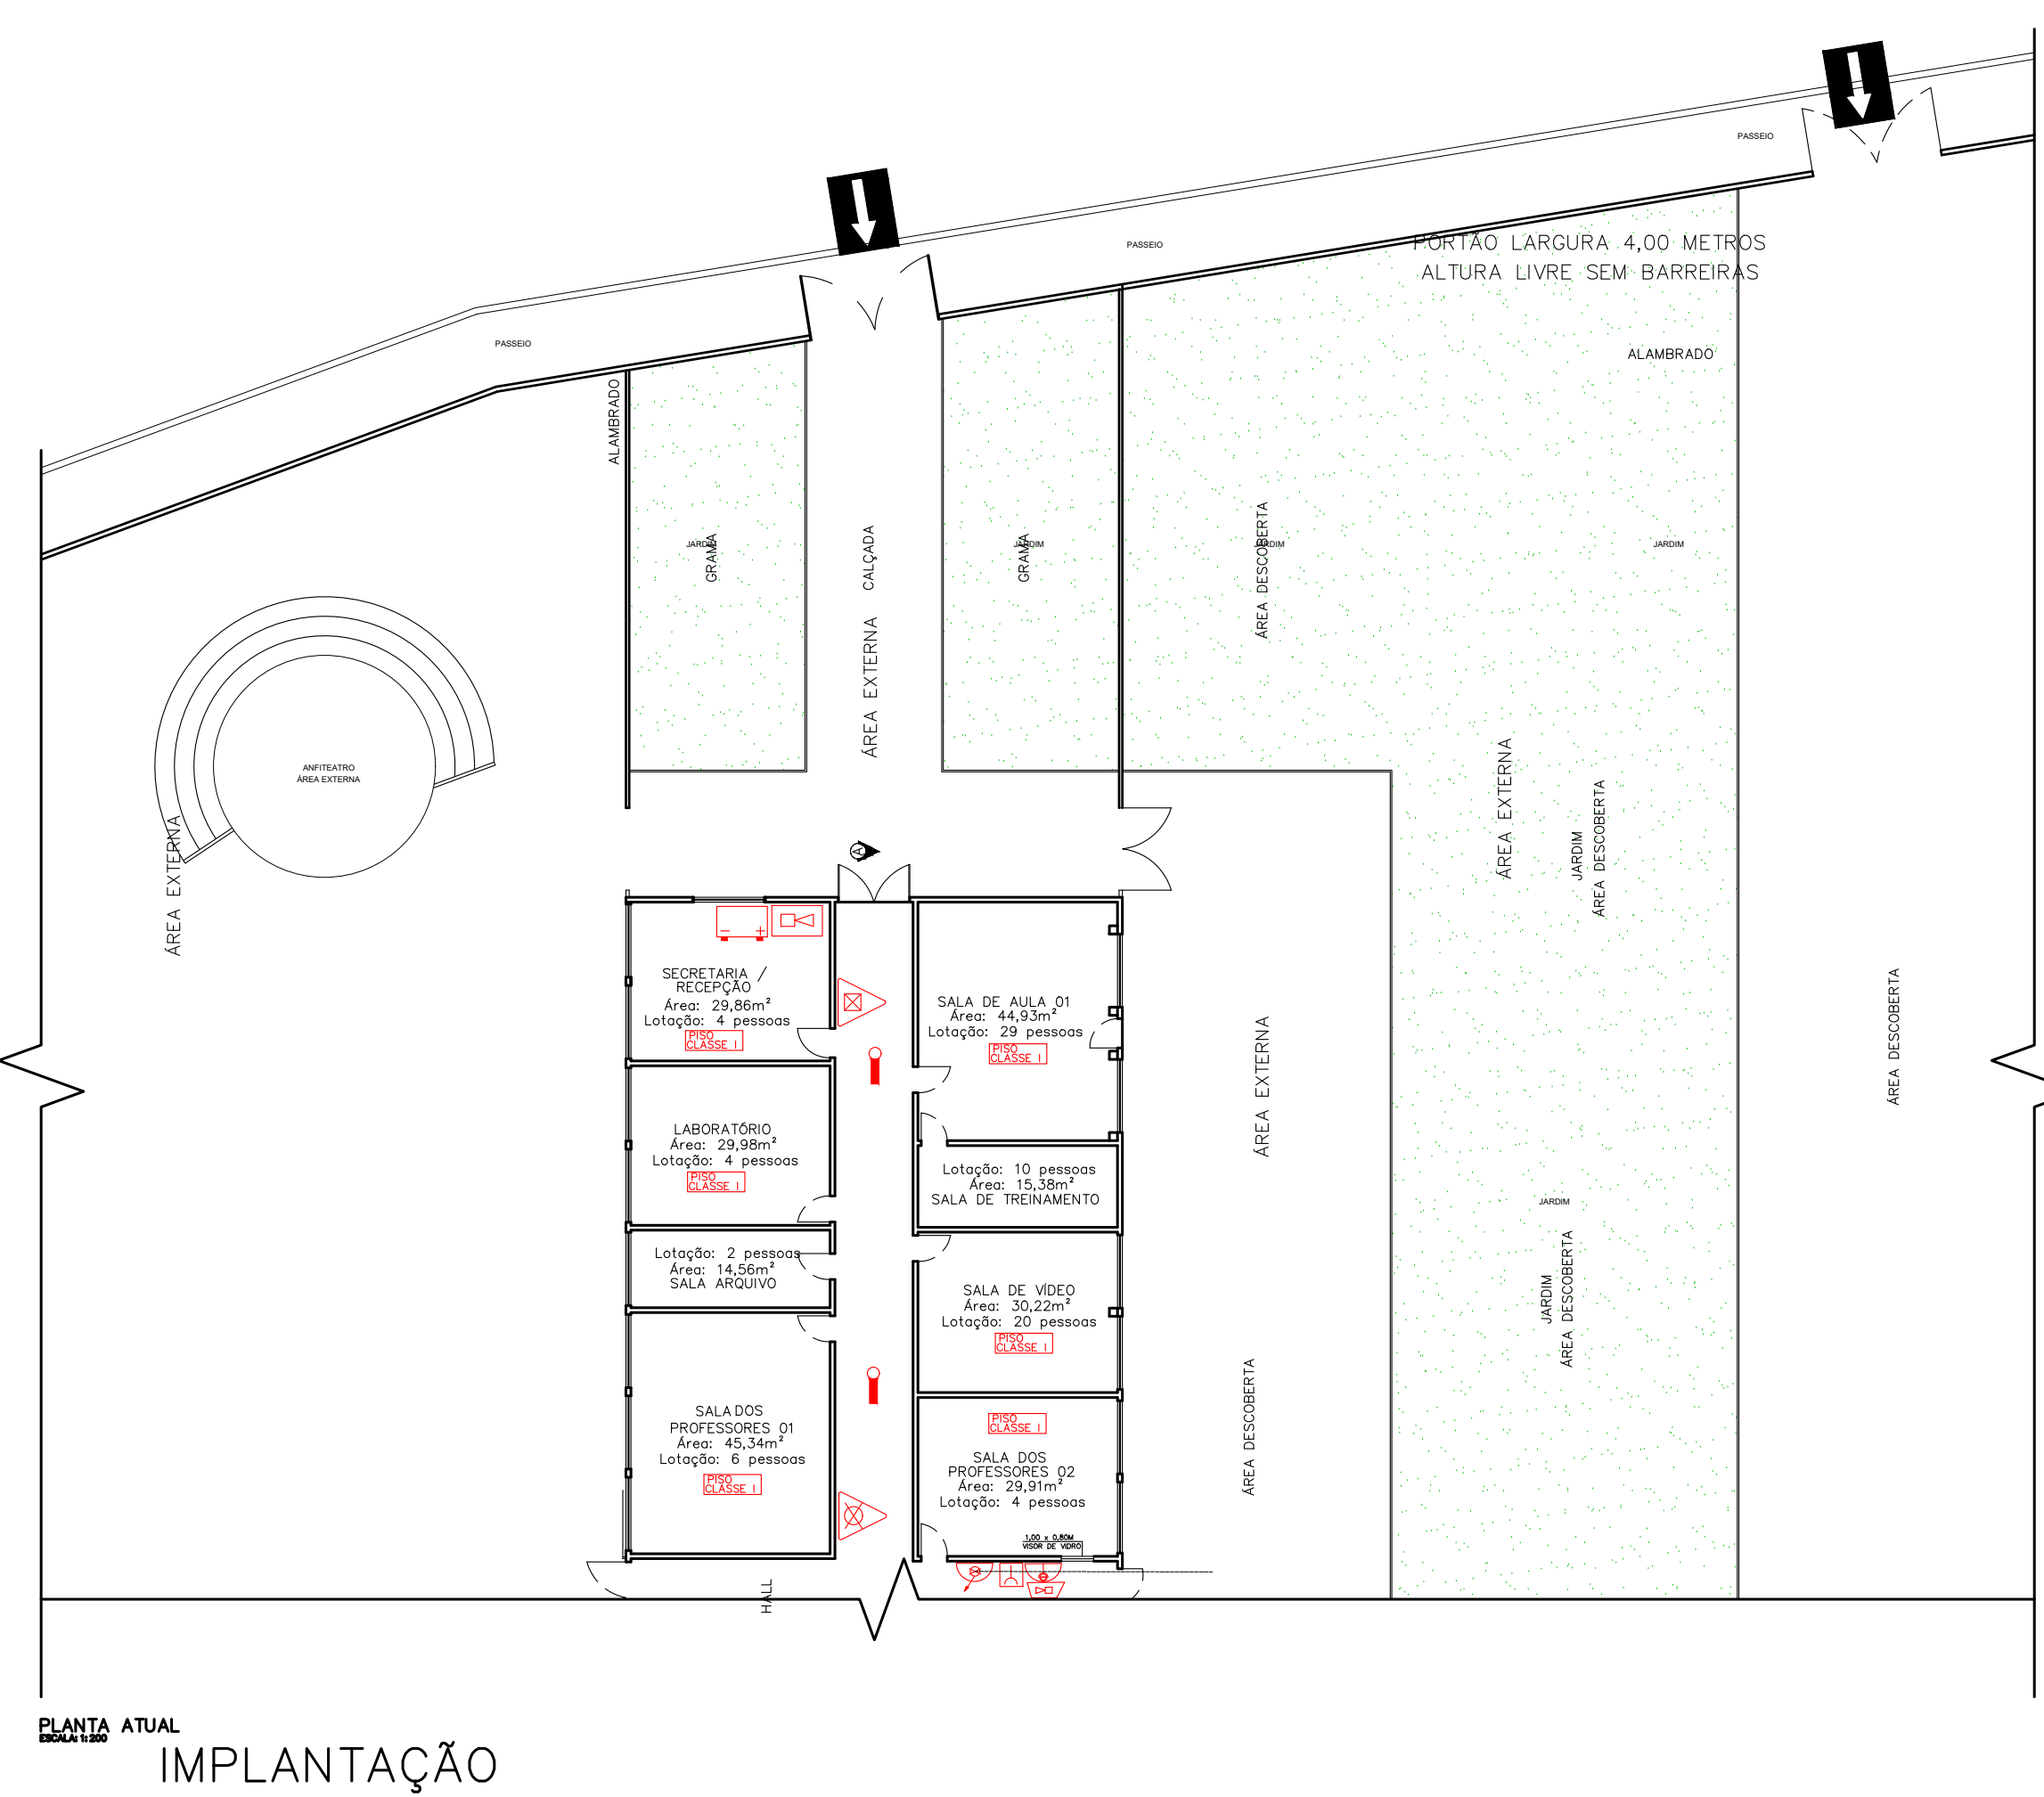 PASSEIO
PORTÃO LARGURA 4,00 METROS
ALTURA LIVRE SEM BARREIRAS
PASSEIO
PASSEIO
ALAMBRADO
ALAMBRADO
JARDIM
GRAMA
ÁREA EXTERNA CALÇADA
JARDIM
GRAMA
JARDIM
ÁREA DESCOBERTA
JARDIM
ANFITEATRO
ÁREA EXTERNA
ÁREA EXTERNA
ÁREA EXTERNA
JARDIM
ÁREA DESCOBERTA
A
SECRETARIA /
RECEPÇÃO
Área: 29,86m²
Lotação: 4 pessoas
PISO
CLASSE I
SALA DE AULA 01
Área: 44,93m²
Lotação: 29 pessoas
PISO
CLASSE I
ÁREA EXTERNA
ÁREA DESCOBERTA
LABORATÓRIO
Área: 29,98m²
Lotação: 4 pessoas
PISO
CLASSE I
Lotação: 10 pessoas
Área: 15,38m²
SALA DE TREINAMENTO
JARDIM
JARDIM
ÁREA DESCOBERTA
Lotação: 2 pessoas
Área: 14,56m²
SALA ARQUIVO
SALA DE VÍDEO
Área: 30,22m²
Lotação: 20 pessoas
PISO
CLASSE I
ÁREA DESCOBERTA
SALA DOS
PROFESSORES 01
Área: 45,34m²
Lotação: 6 pessoas
PISO
CLASSE I
PISO
CLASSE I
SALA DOS
PROFESSORES 02
Área: 29,91m²
Lotação: 4 pessoas
1,00 x 0,80M
VISOR DE VIDRO
HALL
PLANTA ATUAL
ESCALA: 1: 200
IMPLANTAÇÃO